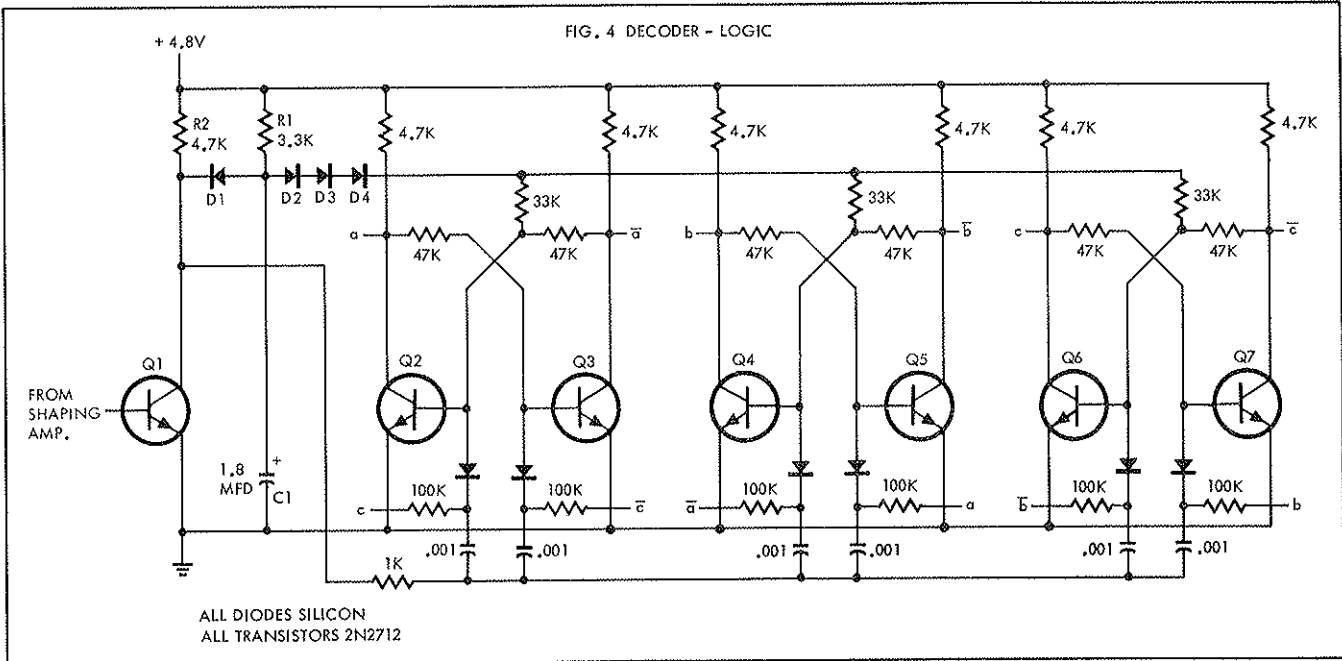 FIG. 4 DECODER - LOGIC
+ 4.8V
R2
4.7K
R1
3.3K
4.7K
4.7K
4.7K
4.7K
4.7K
4.7K
D1
D2
D3
D4
33K
33K
33K
a
47K
47K
a̅
b
47K
47K
b̅
c
47K
47K
c̅
Q1
Q2
Q3
Q4
Q5
Q6
Q7
FROM
SHAPING
AMP.
1.8
MFD
+
C1
c
100K
100K
c̅
a̅
100K
100K
a
b̅
100K
100K
b
.001
.001
.001
.001
.001
.001
1K
ALL DIODES SILICON
ALL TRANSISTORS 2N2712